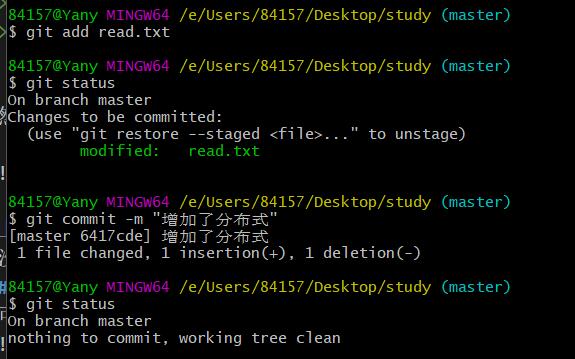 84157@Yany MINGW64 /e/Users/84157/Desktop/study (master)
$ git add read.txt
84157@Yany MINGW64 /e/Users/84157/Desktop/study (master)
$ git status
On branch master
Changes to be committed:
  (use "git restore --staged <file>..." to unstage)
        modified:   read.txt
84157@Yany MINGW64 /e/Users/84157/Desktop/study (master)
$ git commit -m "增加了分布式"
[master 6417cde] 增加了分布式
 1 file changed, 1 insertion(+), 1 deletion(-)
84157@Yany MINGW64 /e/Users/84157/Desktop/study (master)
$ git status
On branch master
nothing to commit, working tree clean